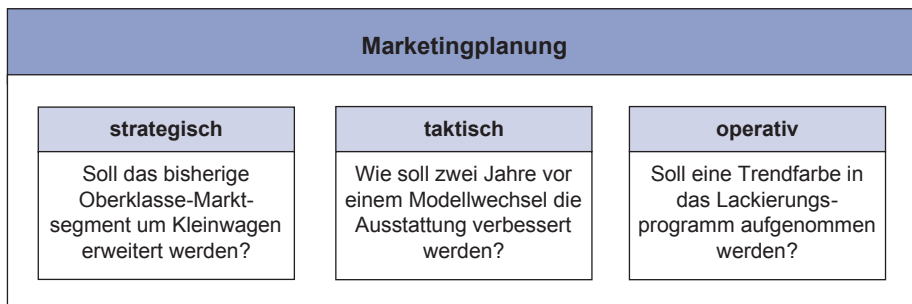 Marketingplanung
strategisch
Soll das bisherige
Oberklasse-Markt-
segment um Kleinwagen
erweitert werden?
taktisch
Wie soll zwei Jahre vor
einem Modellwechsel die
Ausstattung verbessert
werden?
operativ
Soll eine Trendfarbe in
das Lackierungs-
programm aufgenommen
werden?